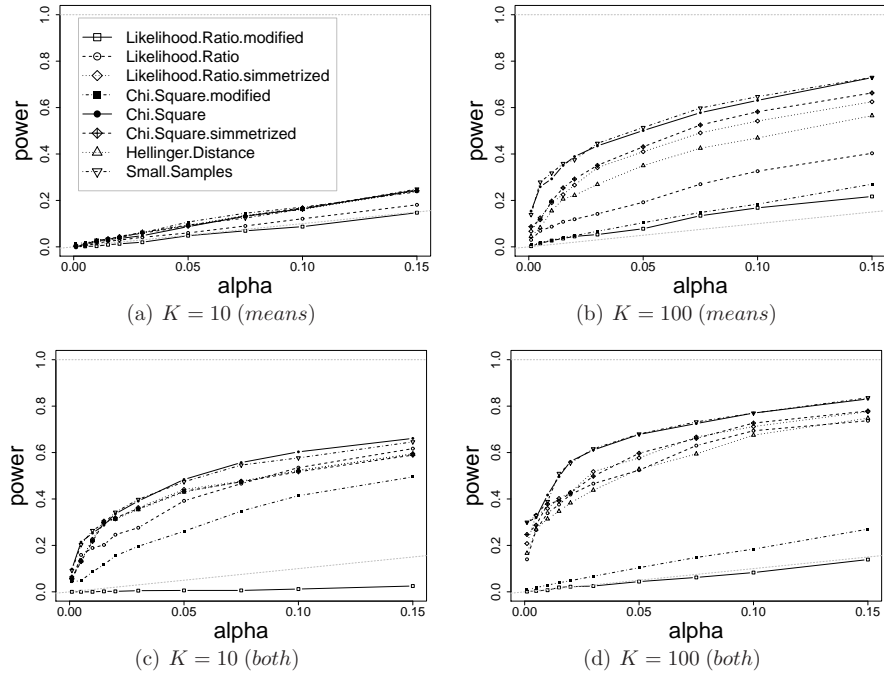 power
1.0
0.8
0.6
0.4
0.2
0.0
Likelihood.Ratio.modified
Likelihood.Ratio
Likelihood.Ratio.simmetrized
Chi.Square.modified
Chi.Square
Chi.Square.simmetrized
Hellinger.Distance
Small.Samples
0.00 0.05 0.10 0.15
alpha
(a) K = 10 (means)
power
1.0
0.8
0.6
0.4
0.2
0.0
0.00 0.05 0.10 0.15
alpha
(b) K = 100 (means)
power
1.0
0.8
0.6
0.4
0.2
0.0
0.00 0.05 0.10 0.15
alpha
(c) K = 10 (both)
power
1.0
0.8
0.6
0.4
0.2
0.0
0.00 0.05 0.10 0.15
alpha
(d) K = 100 (both)